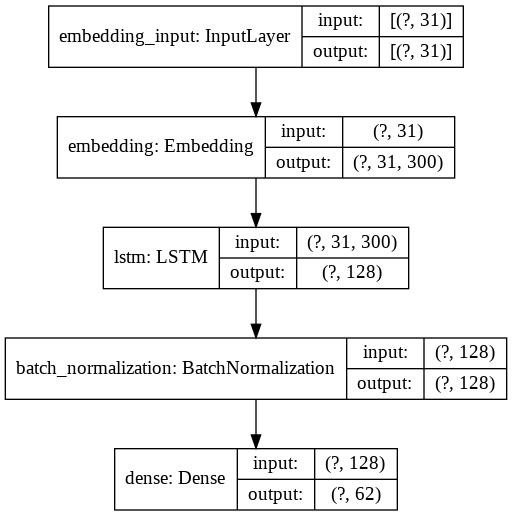 embedding_input: InputLayer
input:
[(?, 31)]
output:
[(?, 31)]
embedding: Embedding
input:
(?, 31)
output:
(?, 31, 300)
lstm: LSTM
input:
(?, 31, 300)
output:
(?, 128)
batch_normalization: BatchNormalization
input:
(?, 128)
output:
(?, 128)
dense: Dense
input:
(?, 128)
output:
(?, 62)